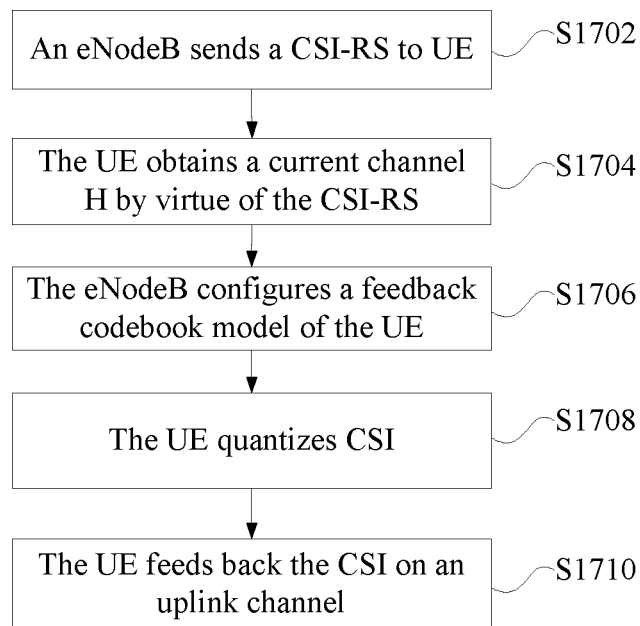 An eNodeB sends a CSI-RS to UE
S1702
The UE obtains a current channel
H by virtue of the CSI-RS
S1704
The eNodeB configures a feedback
codebook model of the UE
S1706
The UE quantizes CSI
S1708
The UE feeds back the CSI on an
uplink channel
S1710